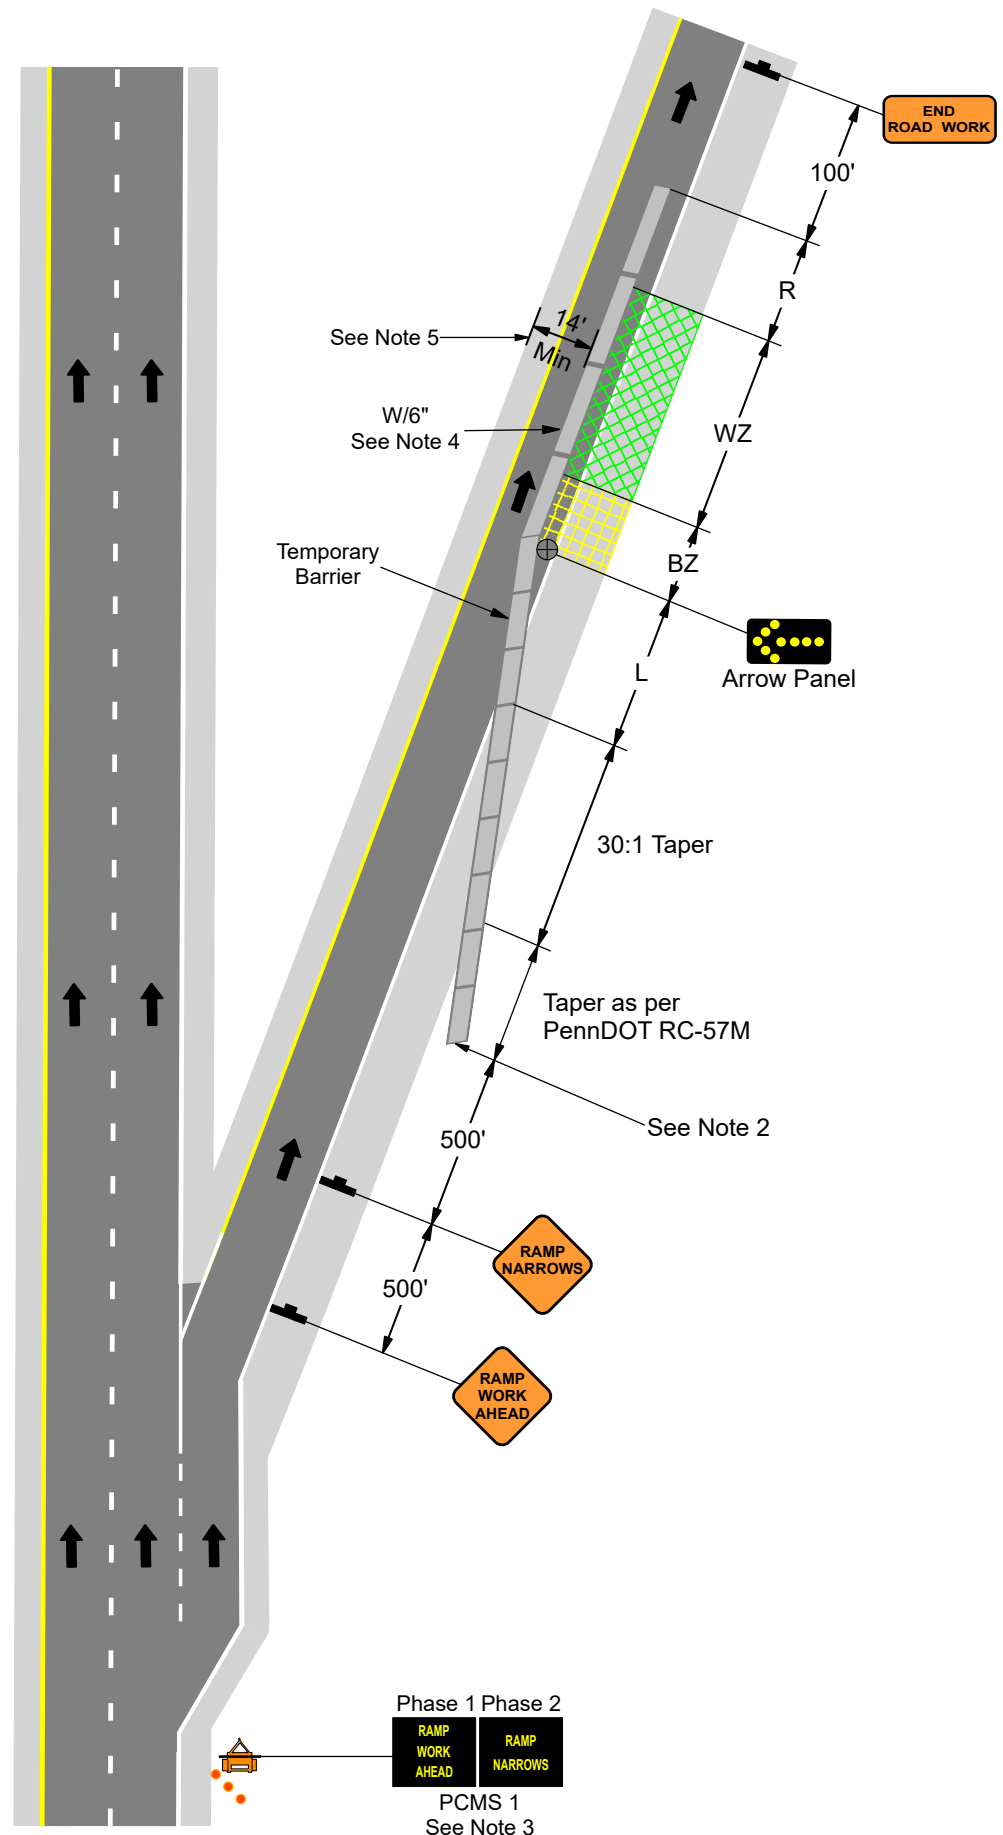 END
ROAD WORK
100'
R
14'
Min
See Note 5
W/6"
See Note 4
WZ
Temporary
Barrier
BZ
L
Arrow Panel
30:1 Taper
Taper as per
PennDOT RC-57M
See Note 2
500'
RAMP
NARROWS
500'
RAMP
WORK
AHEAD
Phase 1 Phase 2
RAMP
WORK
AHEAD
RAMP
NARROWS
PCMS 1
See Note 3